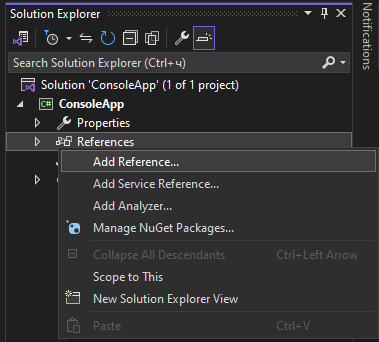 Solution Explorer
Search Solution Explorer (Ctrl+ч)
Solution 'ConsoleApp' (1 of 1 project)
C# ConsoleApp
Properties
References
Add Reference...
Add Service Reference...
Add Analyzer...
Manage NuGet Packages...
Collapse All Descendants Ctrl+Left Arrow
Scope to This
New Solution Explorer View
Paste Ctrl+V
Notifications